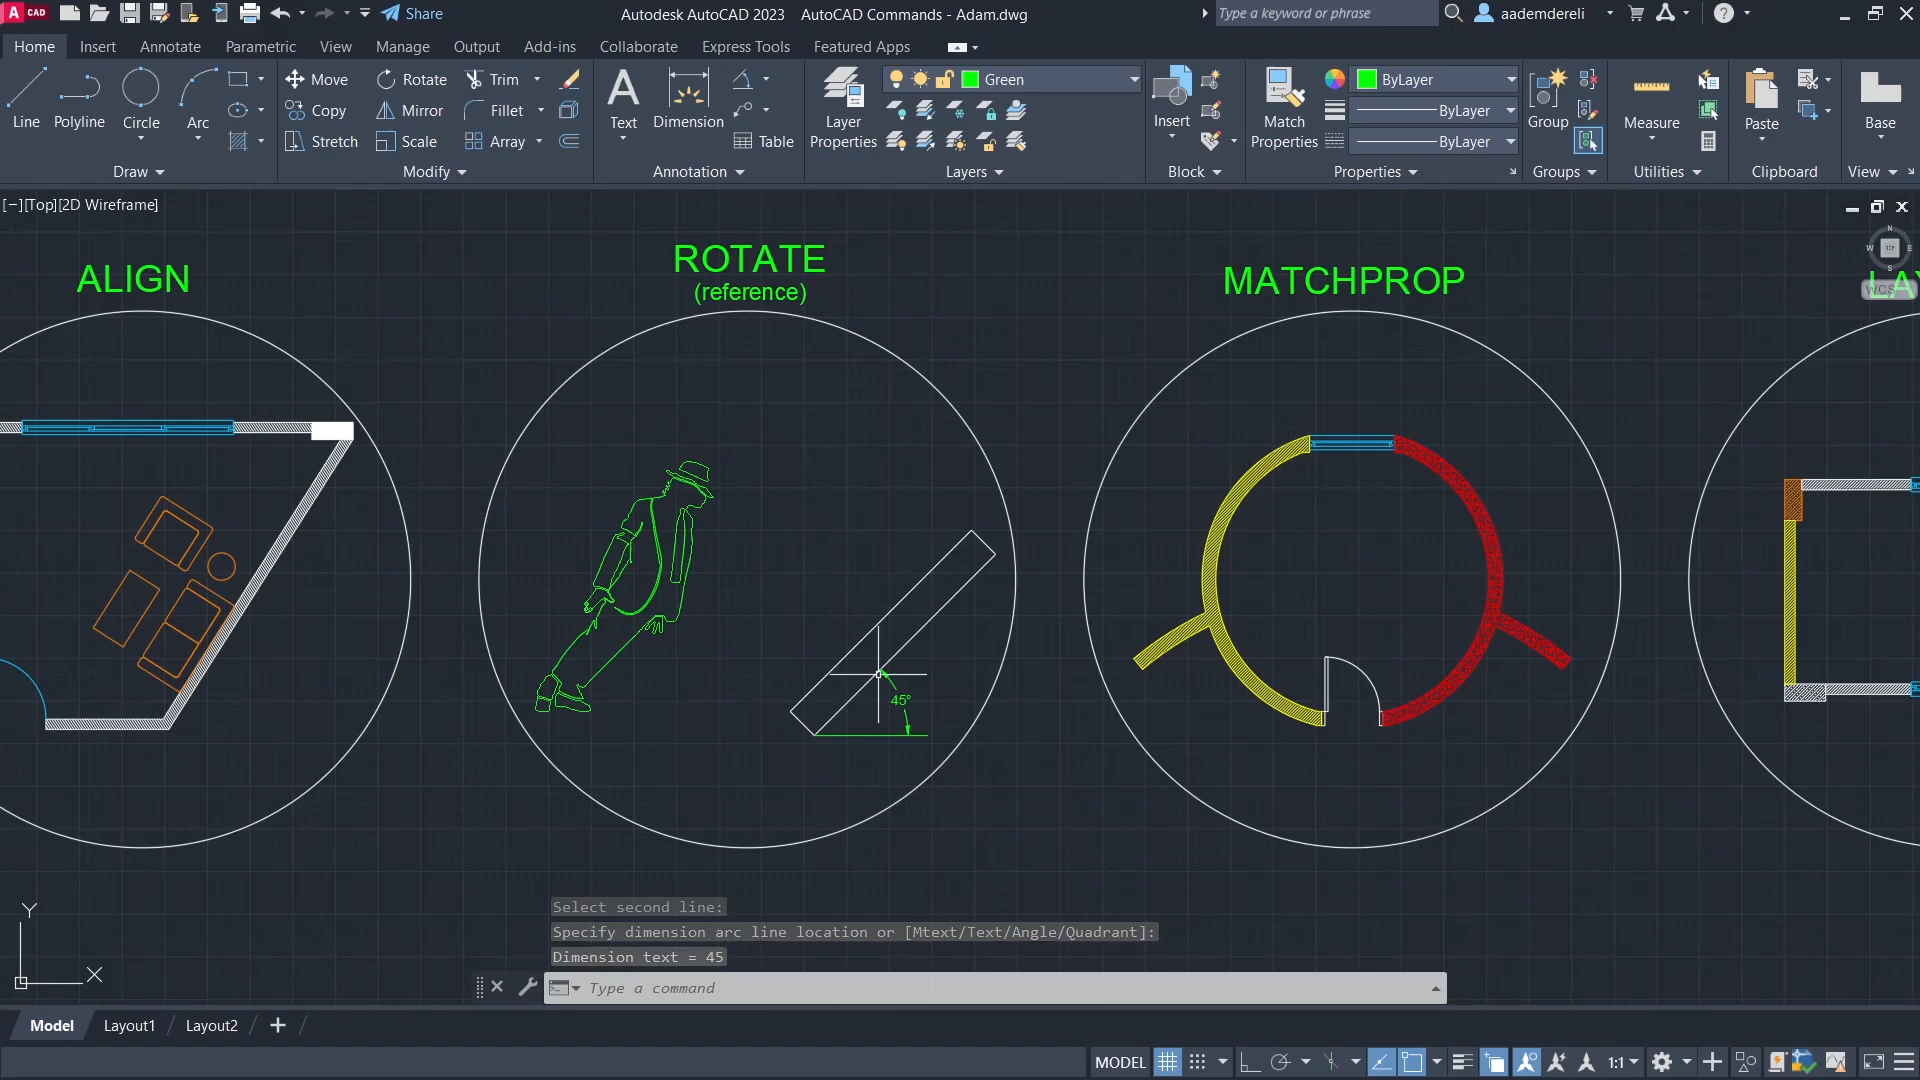 A CAD Share Autodesk AutoCAD 2023 AutoCAD Commands - Adam.dwg Type a keyword or phrase aademdereli ?
Home Insert Annotate Parametric View Manage Output Add-ins Collaborate Express Tools Featured Apps
Line Polyline Circle Arc
Move Rotate Trim
Copy Mirror Fillet
Stretch Scale Array
A
Text Dimension Table
Layer Properties
Green
Insert
Match Properties
ByLayer
ByLayer
ByLayer
Group Measure Paste Base
Draw Modify Annotation Layers Block Properties Groups Utilities Clipboard View
[−][Top][2D Wireframe]
N
W E
TOP
S
WCS
ALIGN
ROTATE
(reference)
MATCHPROP
LAY
45°
Y
X
Select second line:
Specify dimension arc line location or [Mtext/Text/Angle/Quadrant]:
Dimension text = 45
Type a command
Model Layout1 Layout2 +
MODEL 1:1